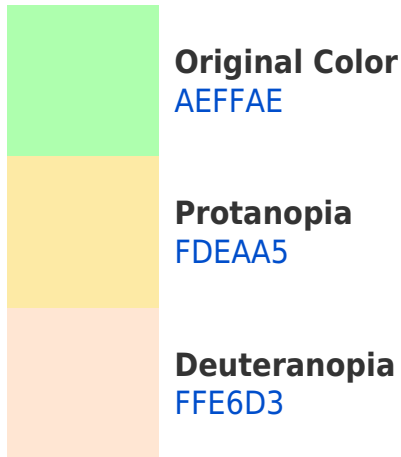 Original Color
AEFFAE
Protanopia
FDEAA5
Deuteranopia
FFE6D3